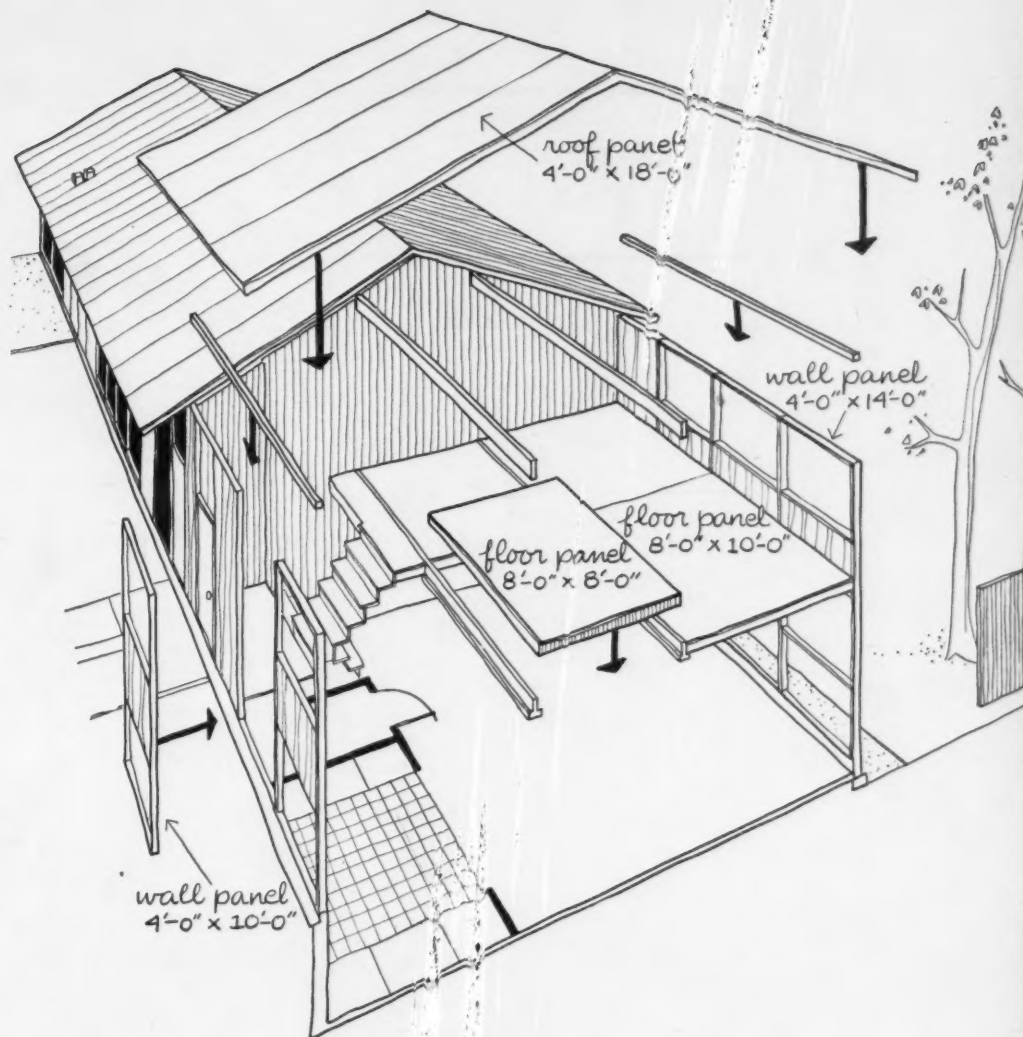 roof panel
4'-0" x 18'-0"
wall panel
4'-0" x 14'-0"
floor panel
8'-0" x 10'-0"
floor panel
8'-0" x 8'-0"
wall panel
4'-0" x 10'-0"